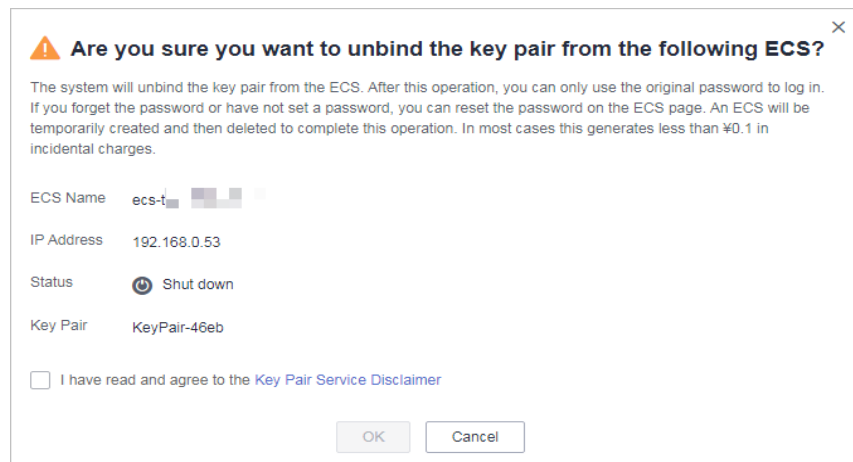 Are you sure you want to unbind the key pair from the following ECS?
The system will unbind the key pair from the ECS. After this operation, you can only use the original password to log in.
If you forget the password or have not set a password, you can reset the password on the ECS page. An ECS will be
temporarily created and then deleted to complete this operation. In most cases this generates less than ¥0.1 in
incidental charges.
ECS Name ecs-t
IP Address 192.168.0.53
Status Shut down
Key Pair KeyPair-46eb
I have read and agree to the Key Pair Service Disclaimer
OK Cancel